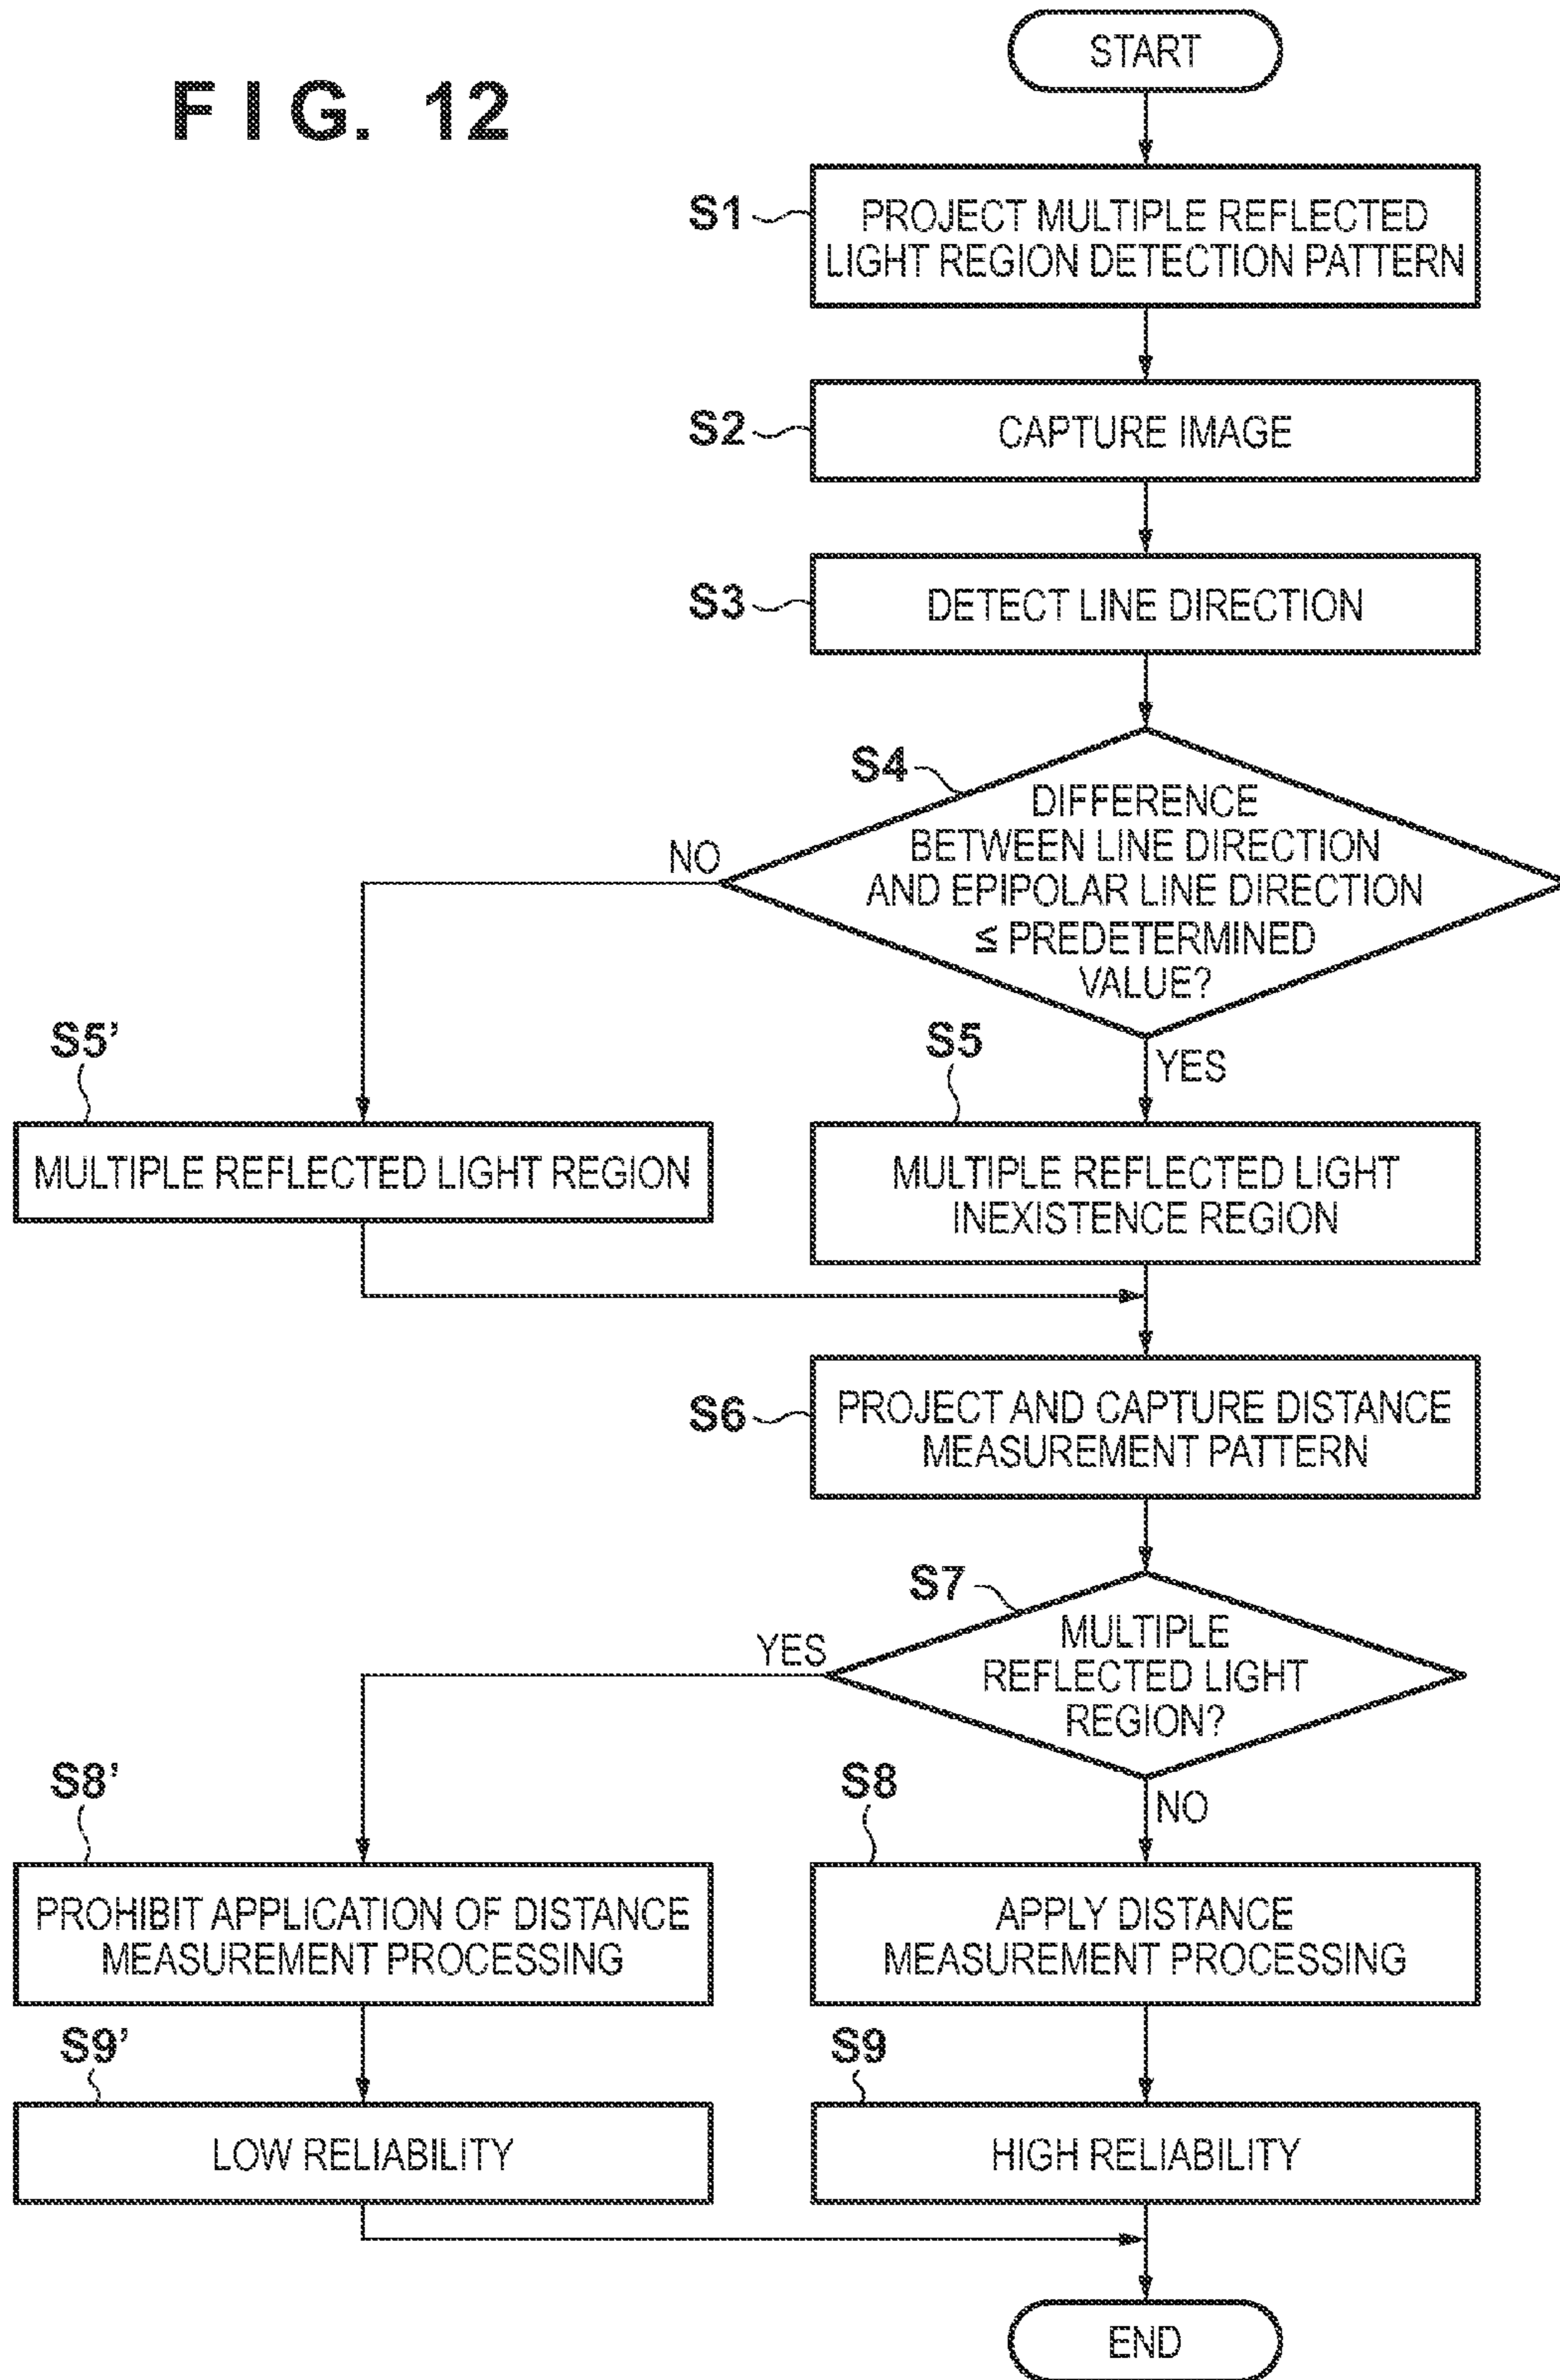 FIG. 12
START
S1
PROJECT MULTIPLE REFLECTED
LIGHT REGION DETECTION PATTERN
S2
CAPTURE IMAGE
S3
DETECT LINE DIRECTION
S4
DIFFERENCE
BETWEEN LINE DIRECTION
AND EPIPOLAR LINE DIRECTION
≤ PREDETERMINED
VALUE?
NO
YES
S5'
MULTIPLE REFLECTED LIGHT REGION
S5
MULTIPLE REFLECTED LIGHT
INEXISTENCE REGION
S6
PROJECT AND CAPTURE DISTANCE
MEASUREMENT PATTERN
S7
MULTIPLE
REFLECTED LIGHT
REGION?
YES
NO
S8'
PROHIBIT APPLICATION OF DISTANCE
MEASUREMENT PROCESSING
S8
APPLY DISTANCE
MEASUREMENT PROCESSING
S9'
LOW RELIABILITY
S9
HIGH RELIABILITY
END